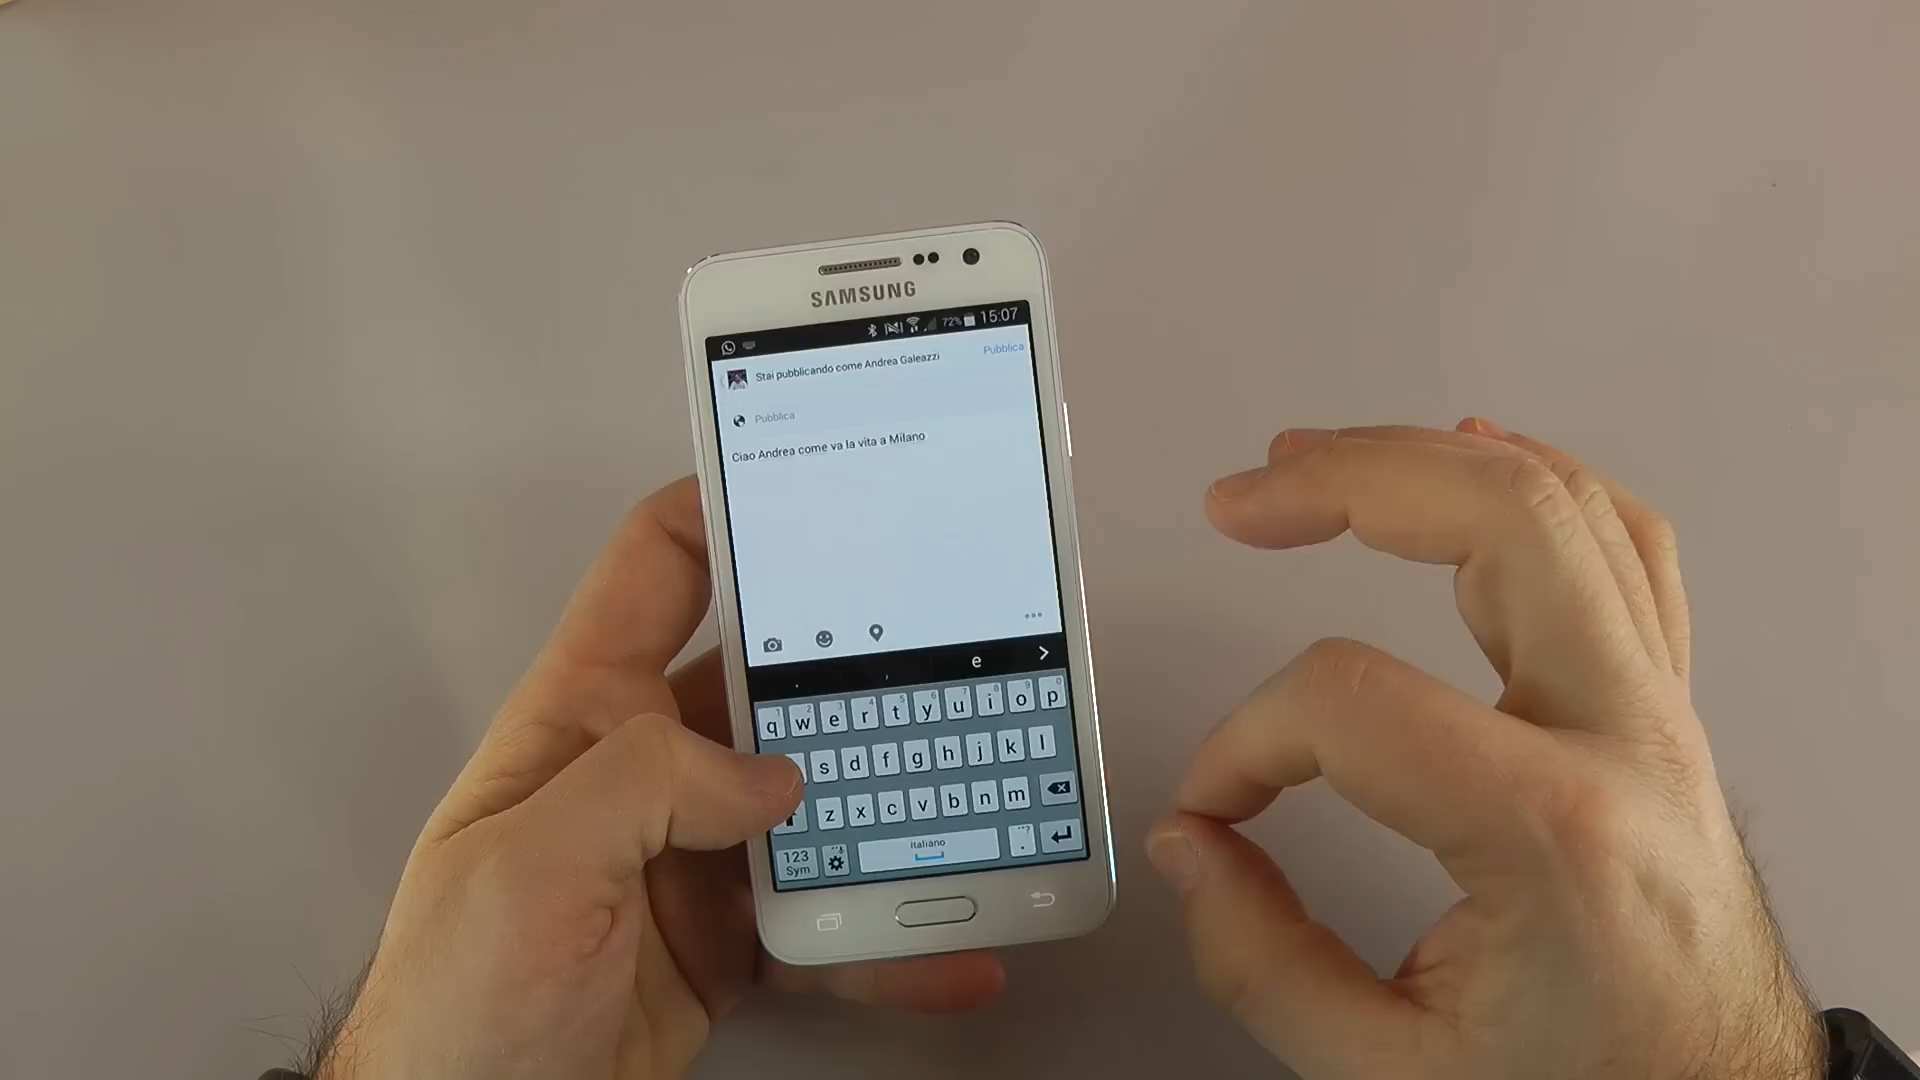 SAMSUNG
72% 15:07
Stai pubblicando come Andrea Galeazzi
Pubblica
Pubblica
Ciao Andrea come va la vita a Milano
. , e
q w e r t y u i o p
s d f g h j k l
z x c v b n m
123
Sym
Italiano
.